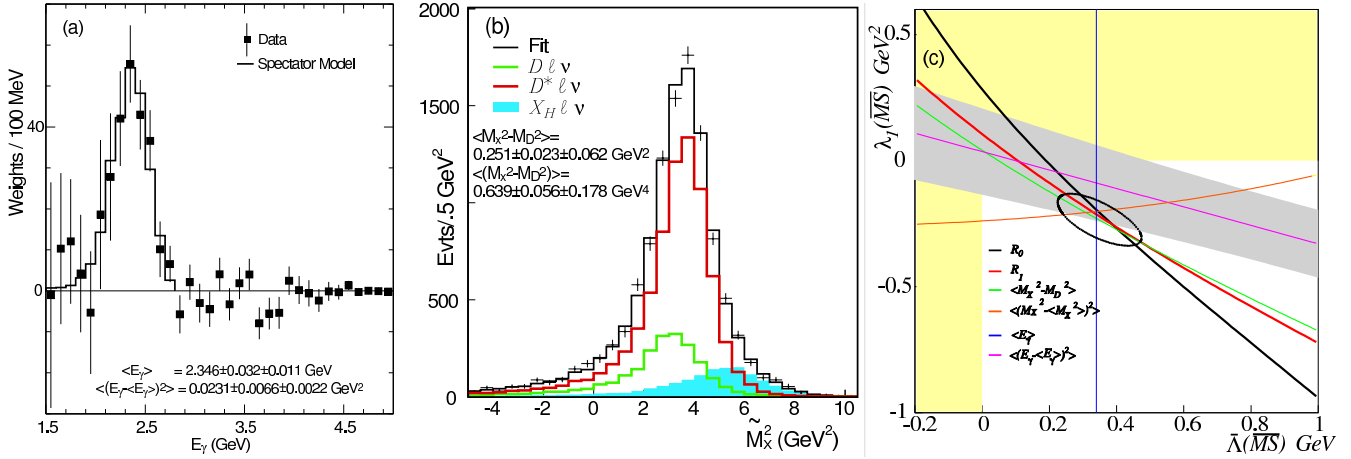 (a)
Data
Spectator Model
Weights / 100 MeV
40
0
<Eγ> = 2.346±0.032±0.011 GeV
<(Eγ-<Eγ>)²> = 0.0231±0.0066±0.0022 GeV²
1.5 2.5 3.5 4.5
Eγ (GeV)
(b)
Fit
D ℓ ν
D* ℓ ν
X_H ℓ ν
<Mx²-MD²>=
0.251±0.023±0.062 GeV²
<(Mx²-MD²)>=
0.639±0.056±0.178 GeV⁴
Evts/.5 GeV²
2000
1500
1000
500
0
-4 -2 0 2 4 6 8 10
M̃x² (GeV²)
(c)
λ₁(M̅S̅) GeV²
0.5
0
-0.5
-1
R₀
R₁
<Mx²-MD²>
<(Mx²-<Mx²>)²>
<Eγ>
<(Eγ-<Eγ>)²>
-0.2 0 0.2 0.4 0.6 0.8 1
Λ̄(M̅S̅) GeV